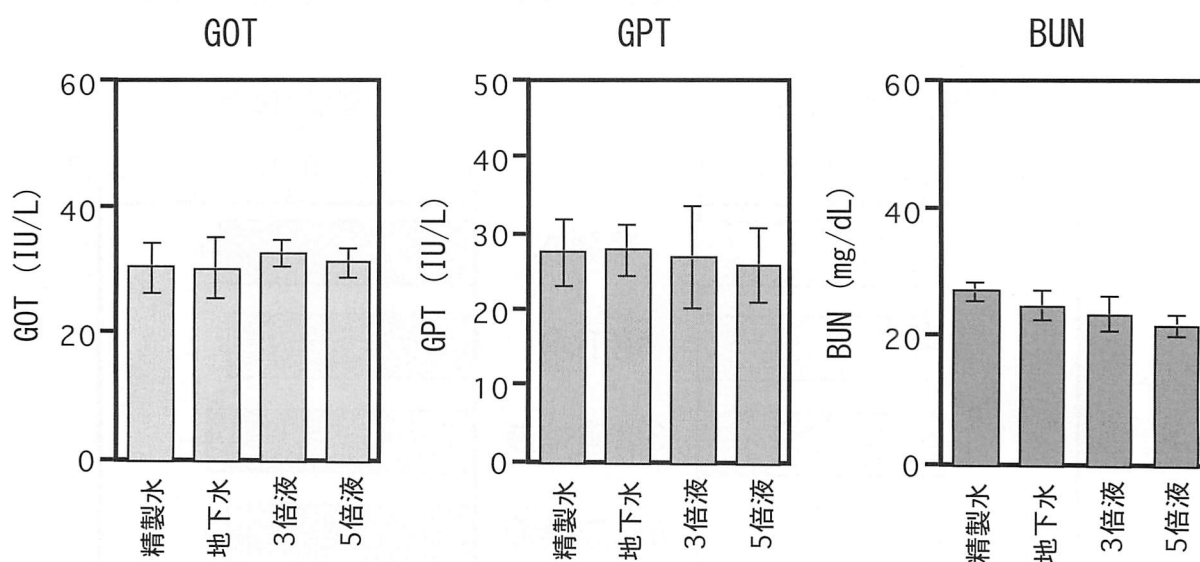 GOT
GPT
BUN
60
40
20
0
GOT (IU/L)
精製水
地下水
3倍液
5倍液
50
40
30
20
10
0
GPT (IU/L)
精製水
地下水
3倍液
5倍液
60
40
20
0
BUN (mg/dL)
精製水
地下水
3倍液
5倍液